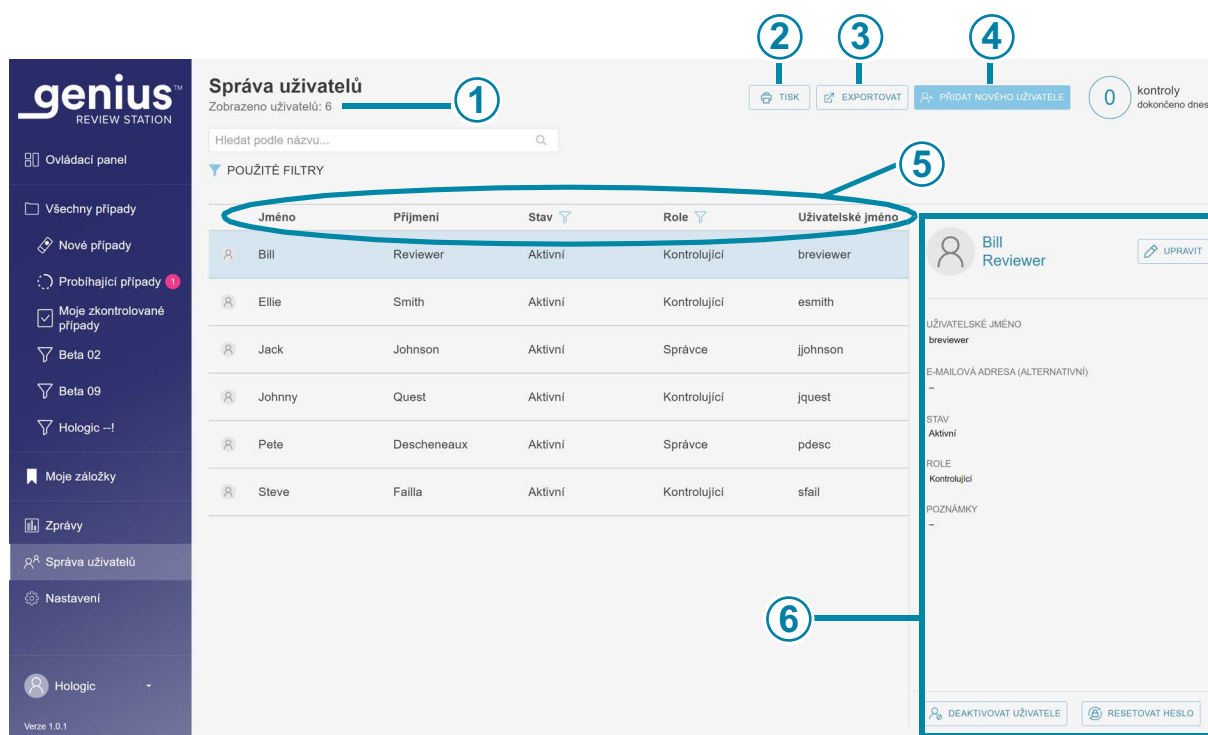 2
3
4
genius™
REVIEW STATION
Správa uživatelů
Zobrazeno uživatelů: 6
1
TISK
EXPORTOVAT
PŘIDAT NOVÉHO UŽIVATELE
0
kontroly
dokončeno dnes
Hledat podle názvu...
POUŽITÉ FILTRY
5
Ovládací panel
Všechny případy
Nové případy
Probíhající případy 1
Moje zkontrolované
případy
Beta 02
Beta 09
Hologic --!
Moje záložky
Zprávy
Správa uživatelů
Nastavení
Hologic
Verze 1.0.1
Jméno Příjmení Stav Role Uživatelské jméno
Bill Reviewer Aktivní Kontrolující breviewer
Ellie Smith Aktivní Kontrolující esmith
Jack Johnson Aktivní Správce jjohnson
Johnny Quest Aktivní Kontrolující jquest
Pete Descheneaux Aktivní Správce pdesc
Steve Failla Aktivní Kontrolující sfail
Bill
Reviewer
UPRAVIT
UŽIVATELSKÉ JMÉNO
breviewer
E-MAILOVÁ ADRESA (ALTERNATIVNÍ)
–
STAV
Aktivní
ROLE
Kontrolující
POZNÁMKY
–
6
DEAKTIVOVAT UŽIVATELE
RESETOVAT HESLO